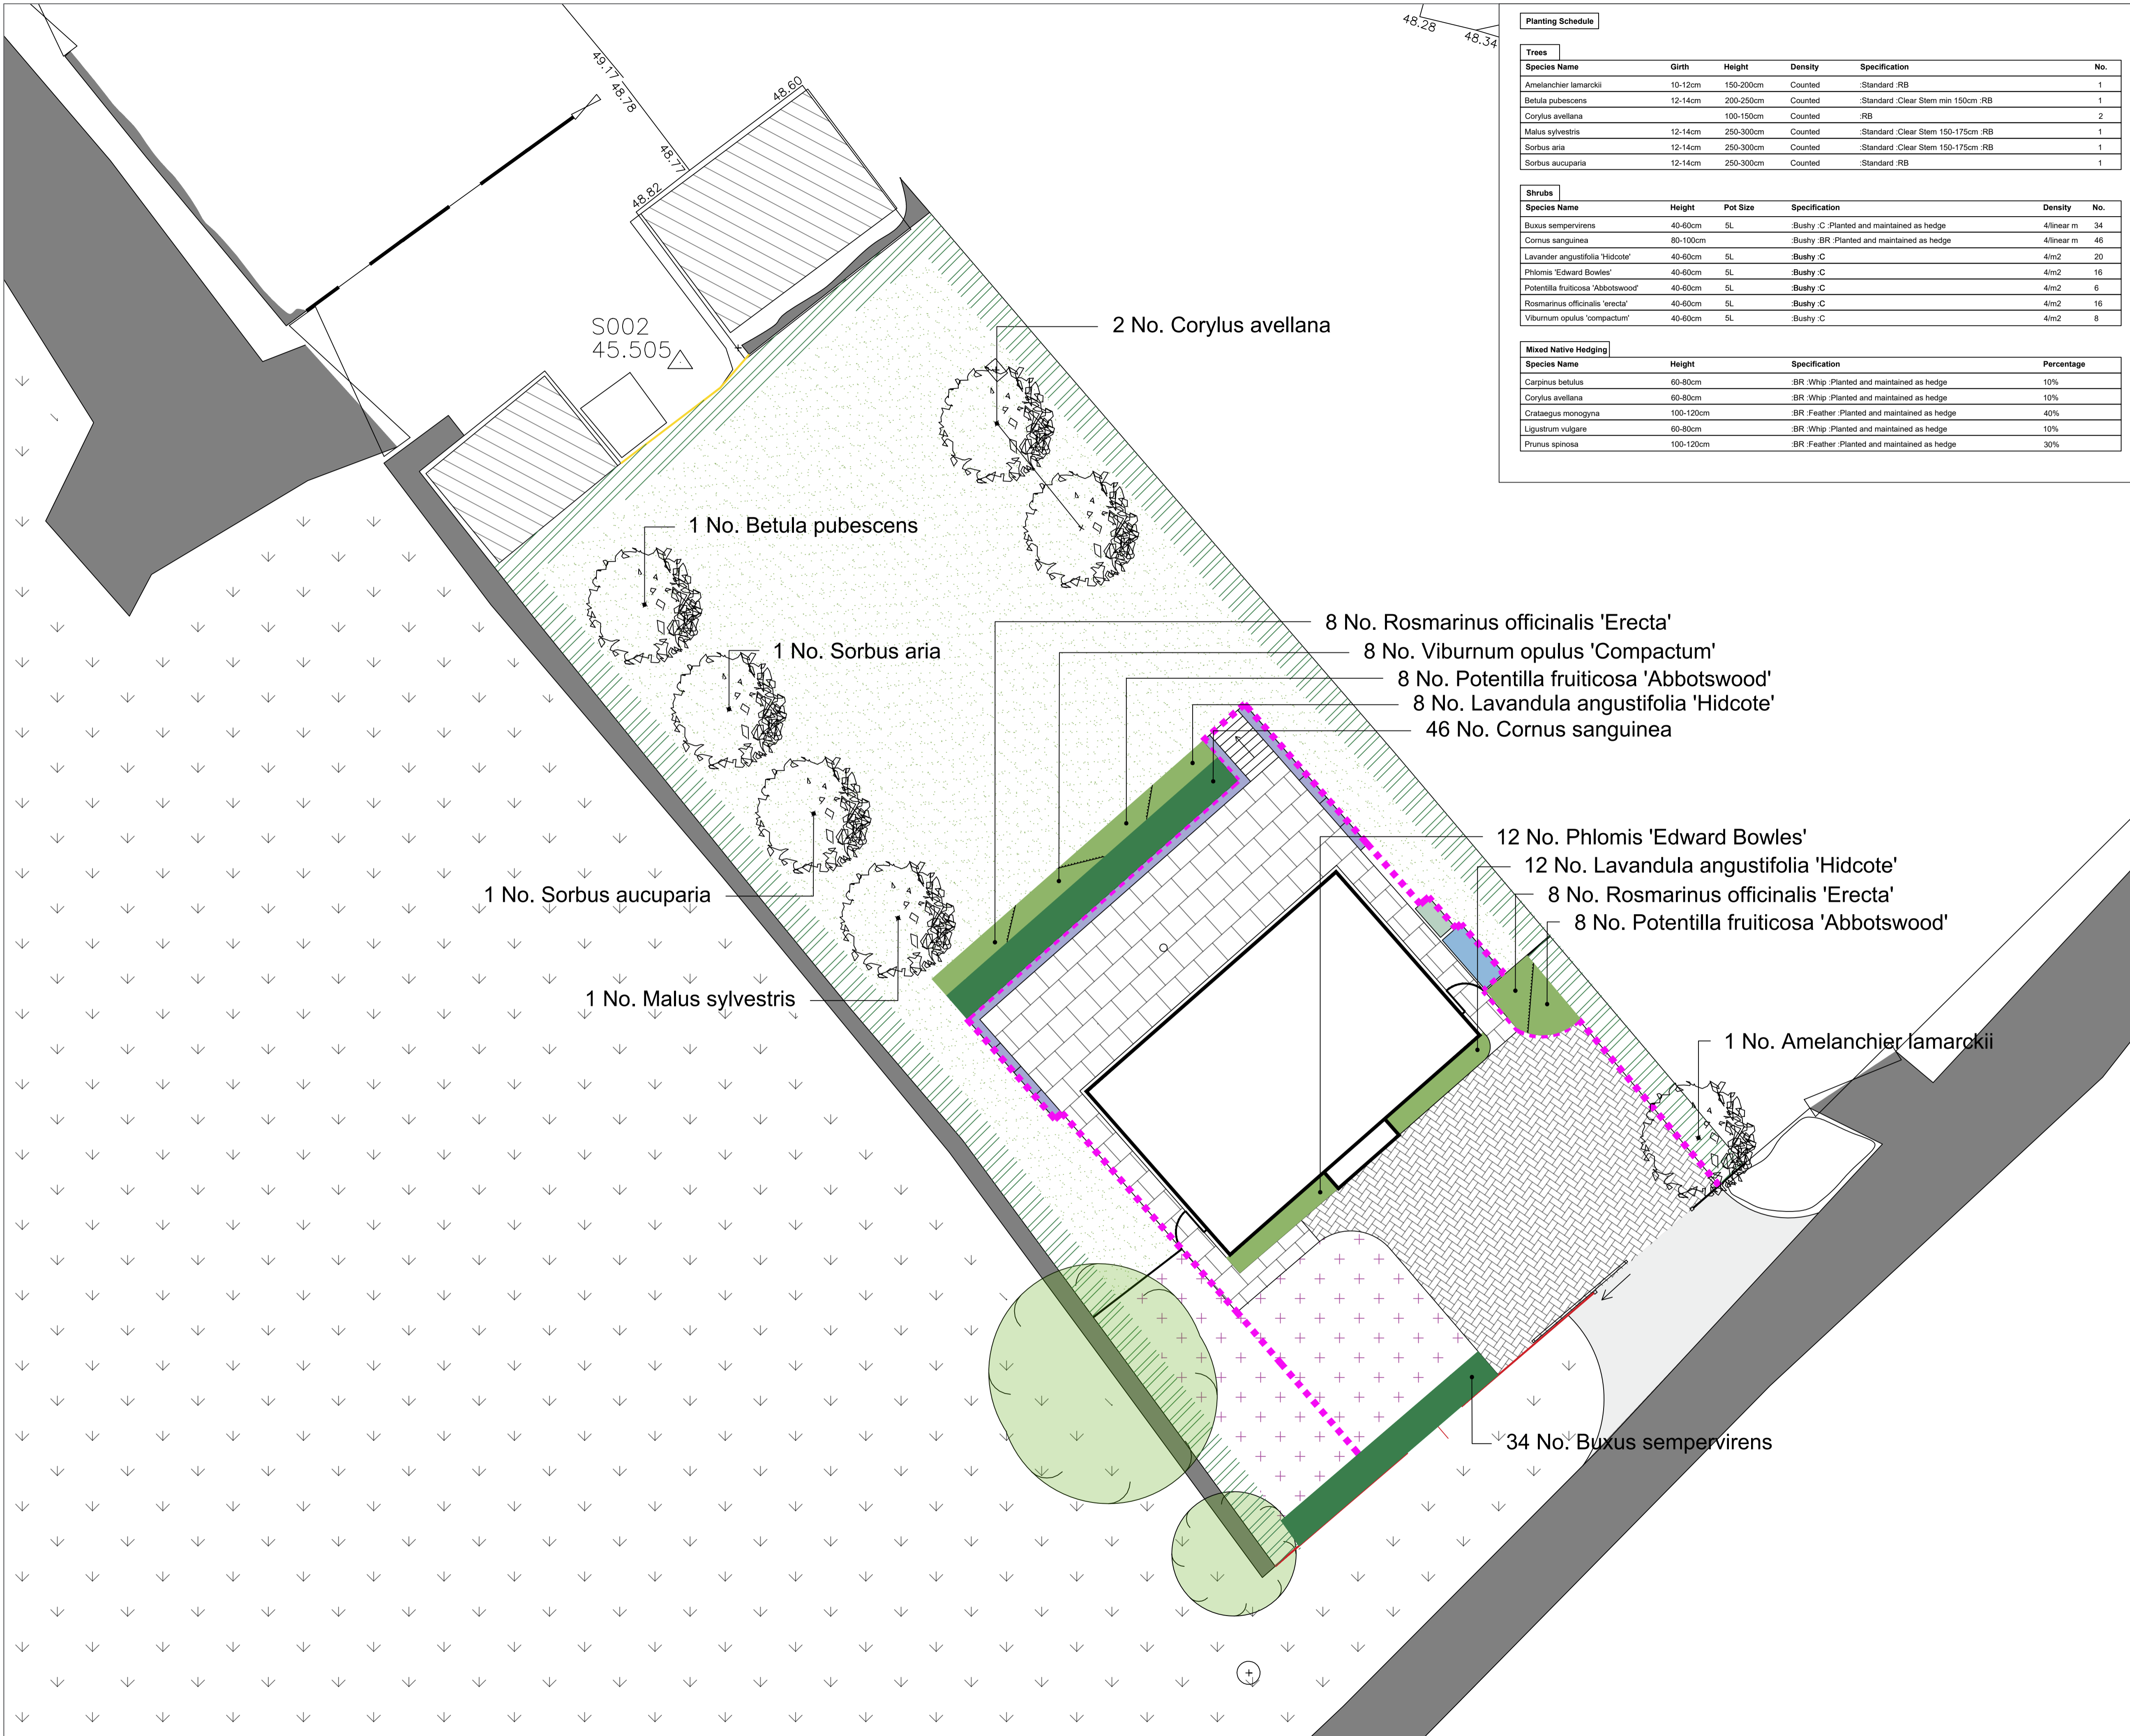 48.28
48.34
49.17
48.78
48.60
48.77
48.82
S002
45.505
Planting Schedule
Trees
Species Name Girth Height Density Specification No.
Amelanchier lamarckii 10-12cm 150-200cm Counted :Standard :RB 1
Betula pubescens 12-14cm 200-250cm Counted :Standard :Clear Stem min 150cm :RB 1
Corylus avellana 100-150cm Counted :RB 2
Malus sylvestris 12-14cm 250-300cm Counted :Standard :Clear Stem 150-175cm :RB 1
Sorbus aria 12-14cm 250-300cm Counted :Standard :Clear Stem 150-175cm :RB 1
Sorbus aucuparia 12-14cm 250-300cm Counted :Standard :RB 1
Shrubs
Species Name Height Pot Size Specification Density No.
Buxus sempervirens 40-60cm 5L :Bushy :C :Planted and maintained as hedge 4/linear m 34
Cornus sanguinea 80-100cm :Bushy :BR :Planted and maintained as hedge 4/linear m 46
Lavander angustifolia 'Hidcote' 40-60cm 5L :Bushy :C 4/m2 20
Phlomis 'Edward Bowles' 40-60cm 5L :Bushy :C 4/m2 16
Potentilla fruiticosa 'Abbotswood' 40-60cm 5L :Bushy :C 4/m2 6
Rosmarinus officinalis 'erecta' 40-60cm 5L :Bushy :C 4/m2 16
Viburnum opulus 'compactum' 40-60cm 5L :Bushy :C 4/m2 8
Mixed Native Hedging
Species Name Height Specification Percentage
Carpinus betulus 60-80cm :BR :Whip :Planted and maintained as hedge 10%
Corylus avellana 60-80cm :BR :Whip :Planted and maintained as hedge 10%
Crataegus monogyna 100-120cm :BR :Feather :Planted and maintained as hedge 40%
Ligustrum vulgare 60-80cm :BR :Whip :Planted and maintained as hedge 10%
Prunus spinosa 100-120cm :BR :Feather :Planted and maintained as hedge 30%
2 No. Corylus avellana
1 No. Betula pubescens
8 No. Rosmarinus officinalis 'Erecta'
1 No. Sorbus aria
8 No. Viburnum opulus 'Compactum'
8 No. Potentilla fruiticosa 'Abbotswood'
8 No. Lavandula angustifolia 'Hidcote'
46 No. Cornus sanguinea
12 No. Phlomis 'Edward Bowles'
12 No. Lavandula angustifolia 'Hidcote'
1 No. Sorbus aucuparia
8 No. Rosmarinus officinalis 'Erecta'
8 No. Potentilla fruiticosa 'Abbotswood'
1 No. Malus sylvestris
1 No. Amelanchier lamarckii
34 No. Buxus sempervirens